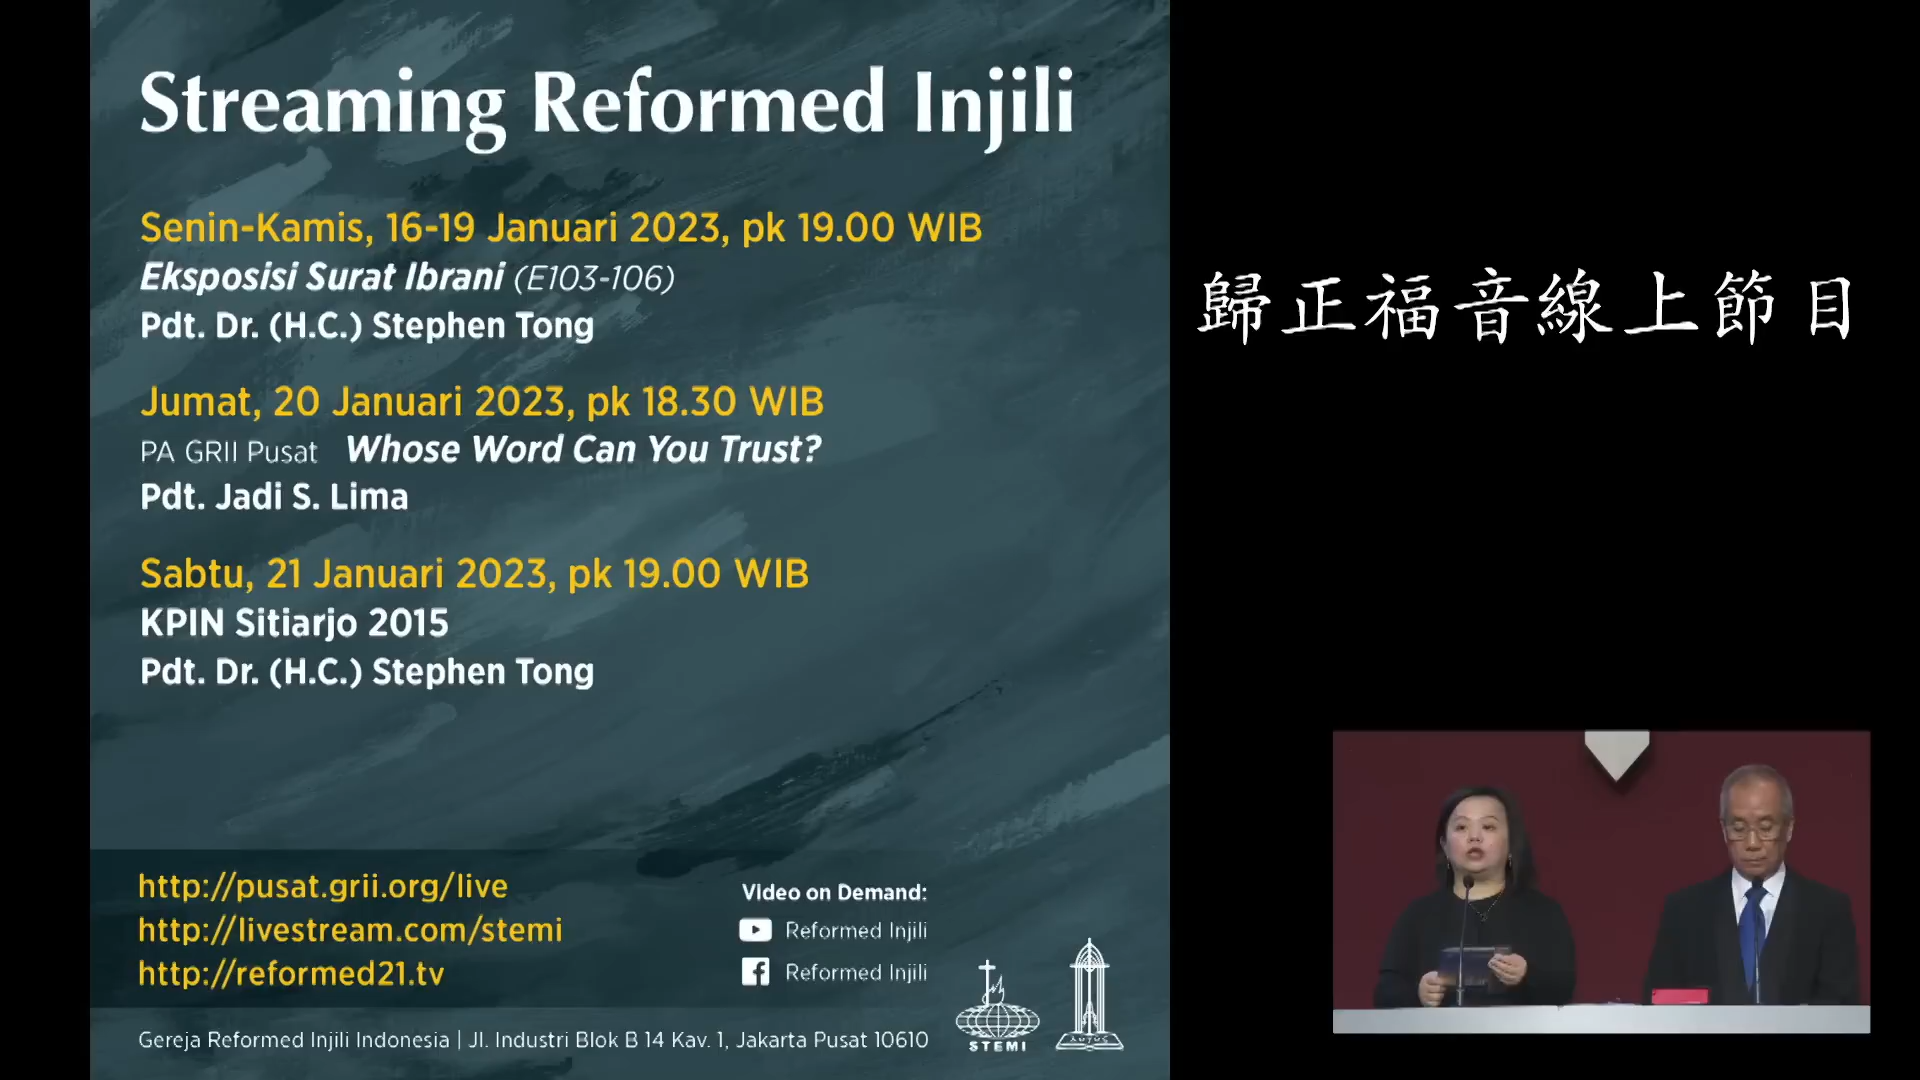 Streaming Reformed Injili
Senin-Kamis, 16-19 Januari 2023, pk 19.00 WIB
Eksposisi Surat Ibrani (E103-106)
Pdt. Dr. (H.C.) Stephen Tong
Jumat, 20 Januari 2023, pk 18.30 WIB
PA GRII Pusat Whose Word Can You Trust?
Pdt. Jadi S. Lima
Sabtu, 21 Januari 2023, pk 19.00 WIB
KPIN Sitiarjo 2015
Pdt. Dr. (H.C.) Stephen Tong
http://pusat.grii.org/live
http://livestream.com/stemi
http://reformed21.tv
Video on Demand:
Reformed Injili
Reformed Injili
STEMI
Gereja Reformed Injili Indonesia | Jl. Industri Blok B 14 Kav. 1, Jakarta Pusat 10610
歸正福音線上節目